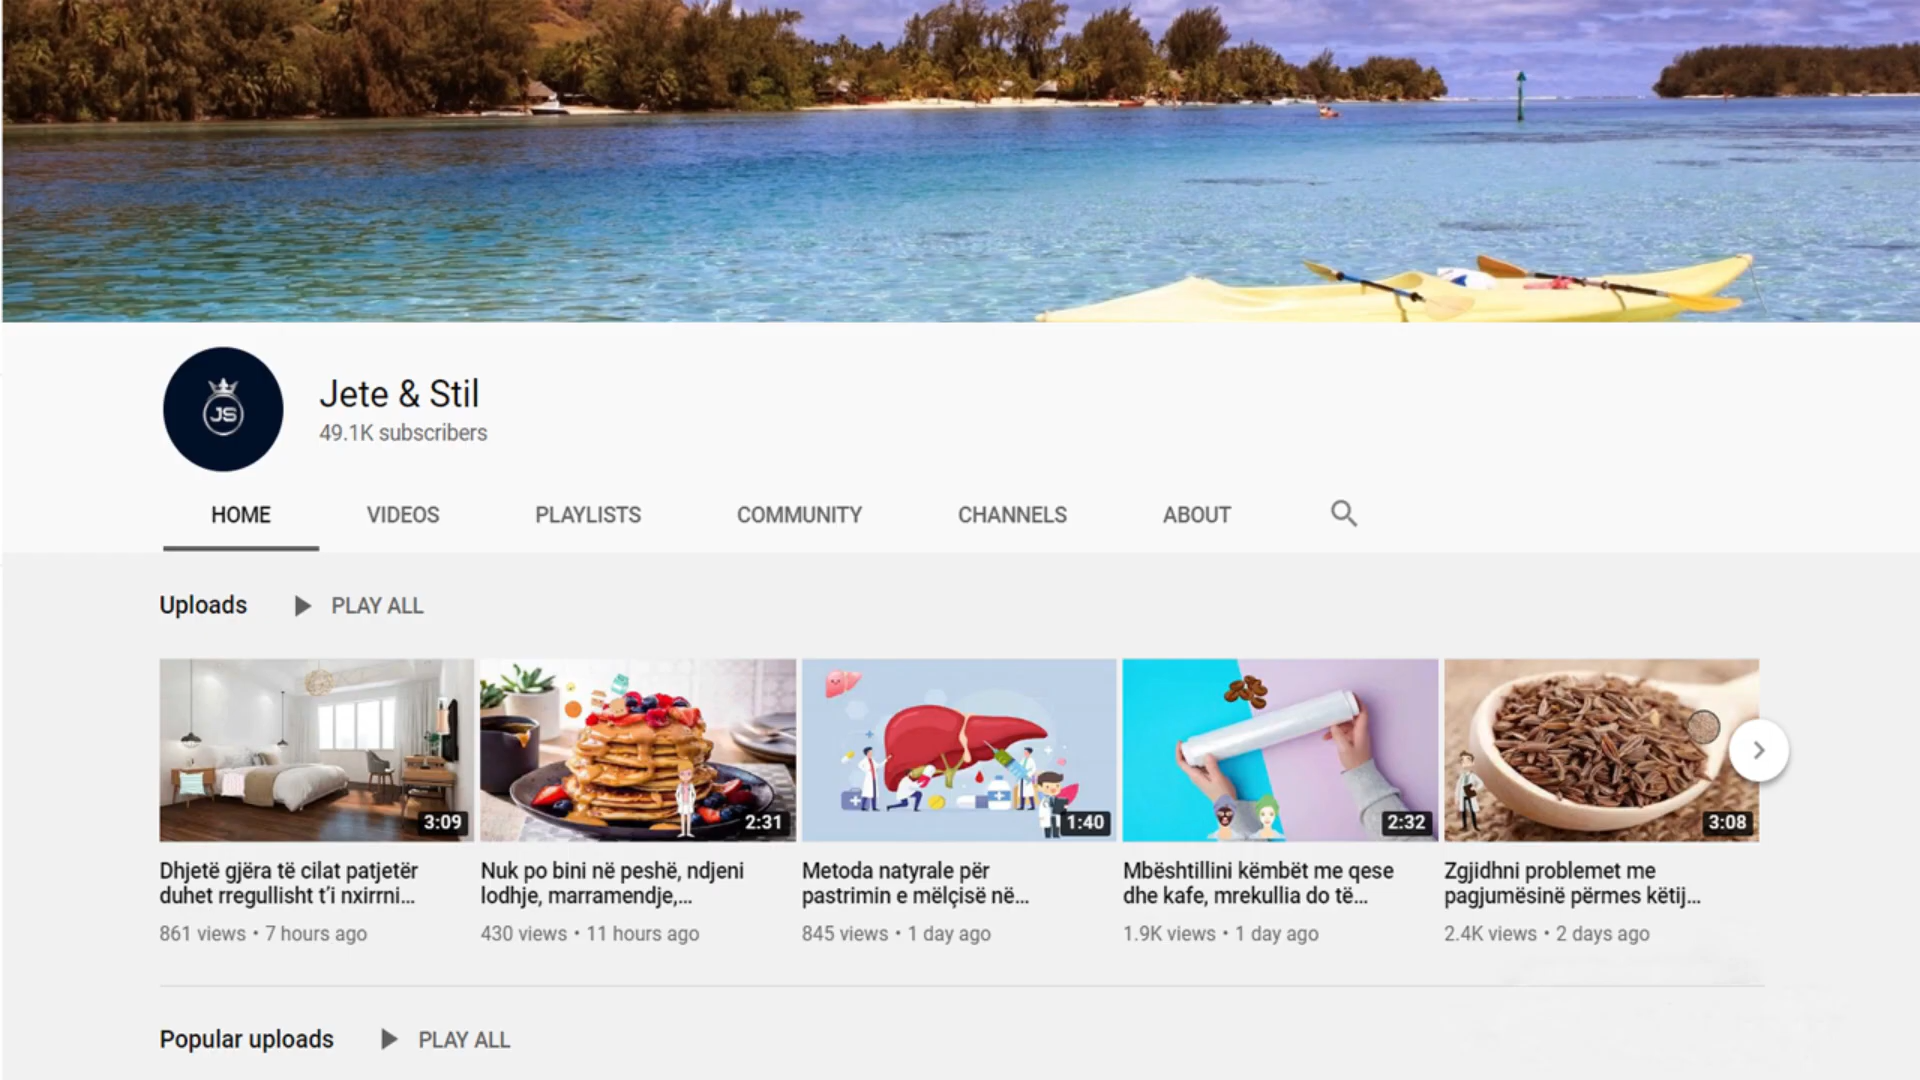 JS
Jete & Stil
49.1K subscribers
HOME VIDEOS PLAYLISTS COMMUNITY CHANNELS ABOUT
Uploads PLAY ALL
3:09 2:31 1:40 2:32 3:08
Dhjetë gjëra të cilat patjetër
duhet rregullisht t’i nxirrni...
861 views • 7 hours ago
Nuk po bini në peshë, ndjeni
lodhje, marramendje,...
430 views • 11 hours ago
Metoda natyrale për
pastrimin e mëlçisë në...
845 views • 1 day ago
Mbështillini këmbët me qese
dhe kafe, mrekullia do të...
1.9K views • 1 day ago
Zgjidhni problemet me
pagjumësinë përmes këtij...
2.4K views • 2 days ago
Popular uploads PLAY ALL